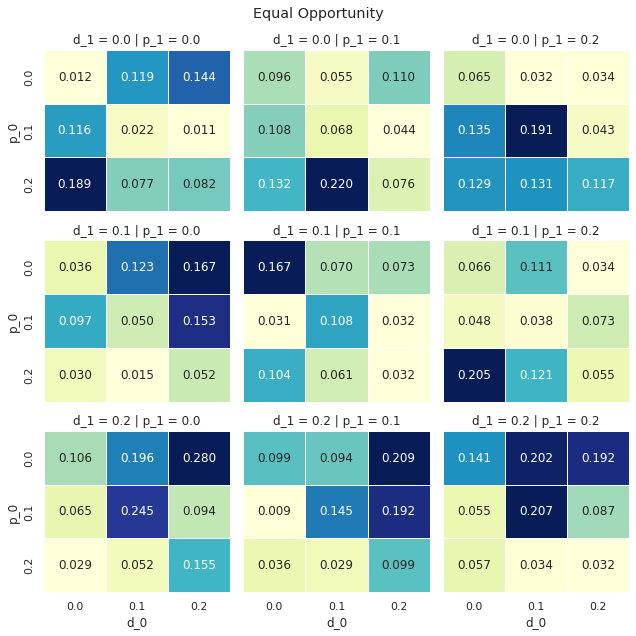 Equal Opportunity
d_1 = 0.0 | p_1 = 0.0 d_1 = 0.0 | p_1 = 0.1 d_1 = 0.0 | p_1 = 0.2
0.0 0.012 0.119 0.144 0.096 0.055 0.110 0.065 0.032 0.034
p_0 0.1 0.116 0.022 0.011 0.108 0.068 0.044 0.135 0.191 0.043
0.2 0.189 0.077 0.082 0.132 0.220 0.076 0.129 0.131 0.117
d_1 = 0.1 | p_1 = 0.0 d_1 = 0.1 | p_1 = 0.1 d_1 = 0.1 | p_1 = 0.2
0.0 0.036 0.123 0.167 0.167 0.070 0.073 0.066 0.111 0.034
p_0 0.1 0.097 0.050 0.153 0.031 0.108 0.032 0.048 0.038 0.073
0.2 0.030 0.015 0.052 0.104 0.061 0.032 0.205 0.121 0.055
d_1 = 0.2 | p_1 = 0.0 d_1 = 0.2 | p_1 = 0.1 d_1 = 0.2 | p_1 = 0.2
0.0 0.106 0.196 0.280 0.099 0.094 0.209 0.141 0.202 0.192
p_0 0.1 0.065 0.245 0.094 0.009 0.145 0.192 0.055 0.207 0.087
0.2 0.029 0.052 0.155 0.036 0.029 0.099 0.057 0.034 0.032
0.0 0.1 0.2 0.0 0.1 0.2 0.0 0.1 0.2
d_0 d_0 d_0